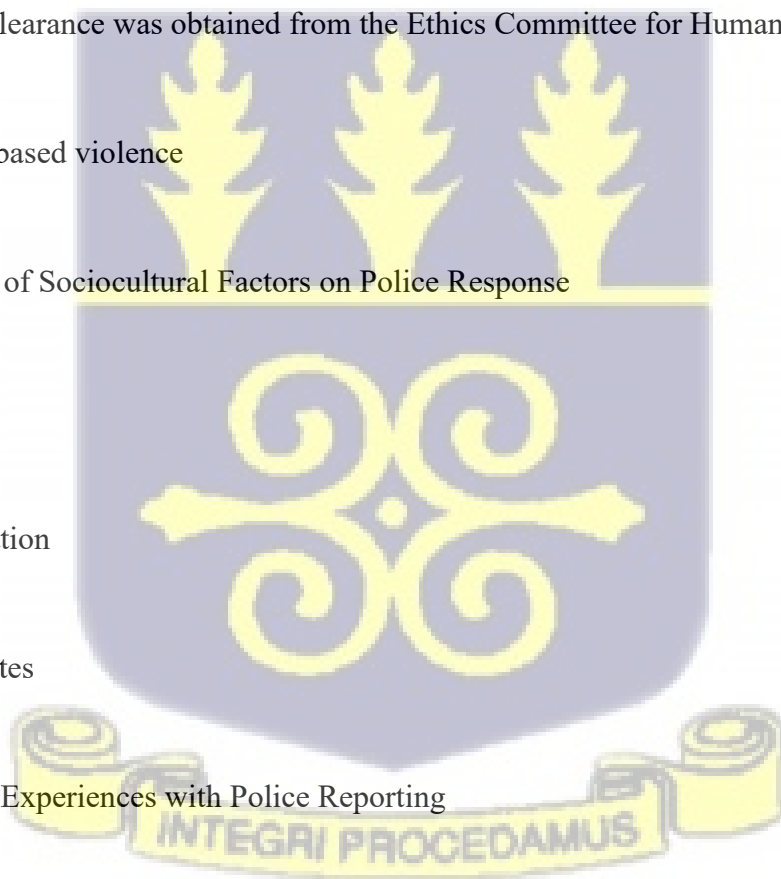 learance was obtained from the Ethics Committee for Human
based violence
of Sociocultural Factors on Police Response
tion
tes
Experiences with Police Reporting
INTEGRI PROCEDAMUS